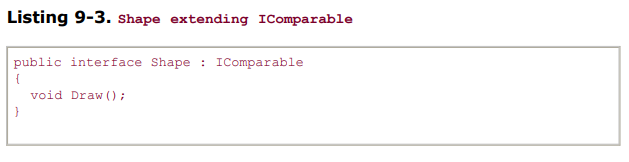 Listing 9-3. Shape extending IComparable
public interface Shape : IComparable
{
  void Draw();
}